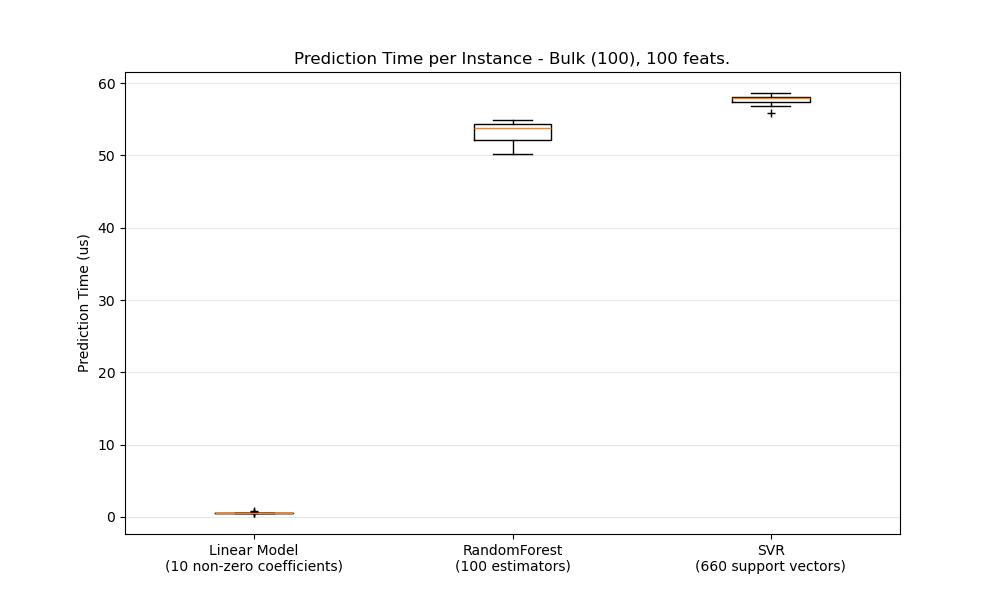 Prediction Time per Instance - Bulk (100), 100 feats.
60
50
40
30
20
10
0
Prediction Time (us)
Linear Model
(10 non-zero coefficients)
RandomForest
(100 estimators)
SVR
(660 support vectors)